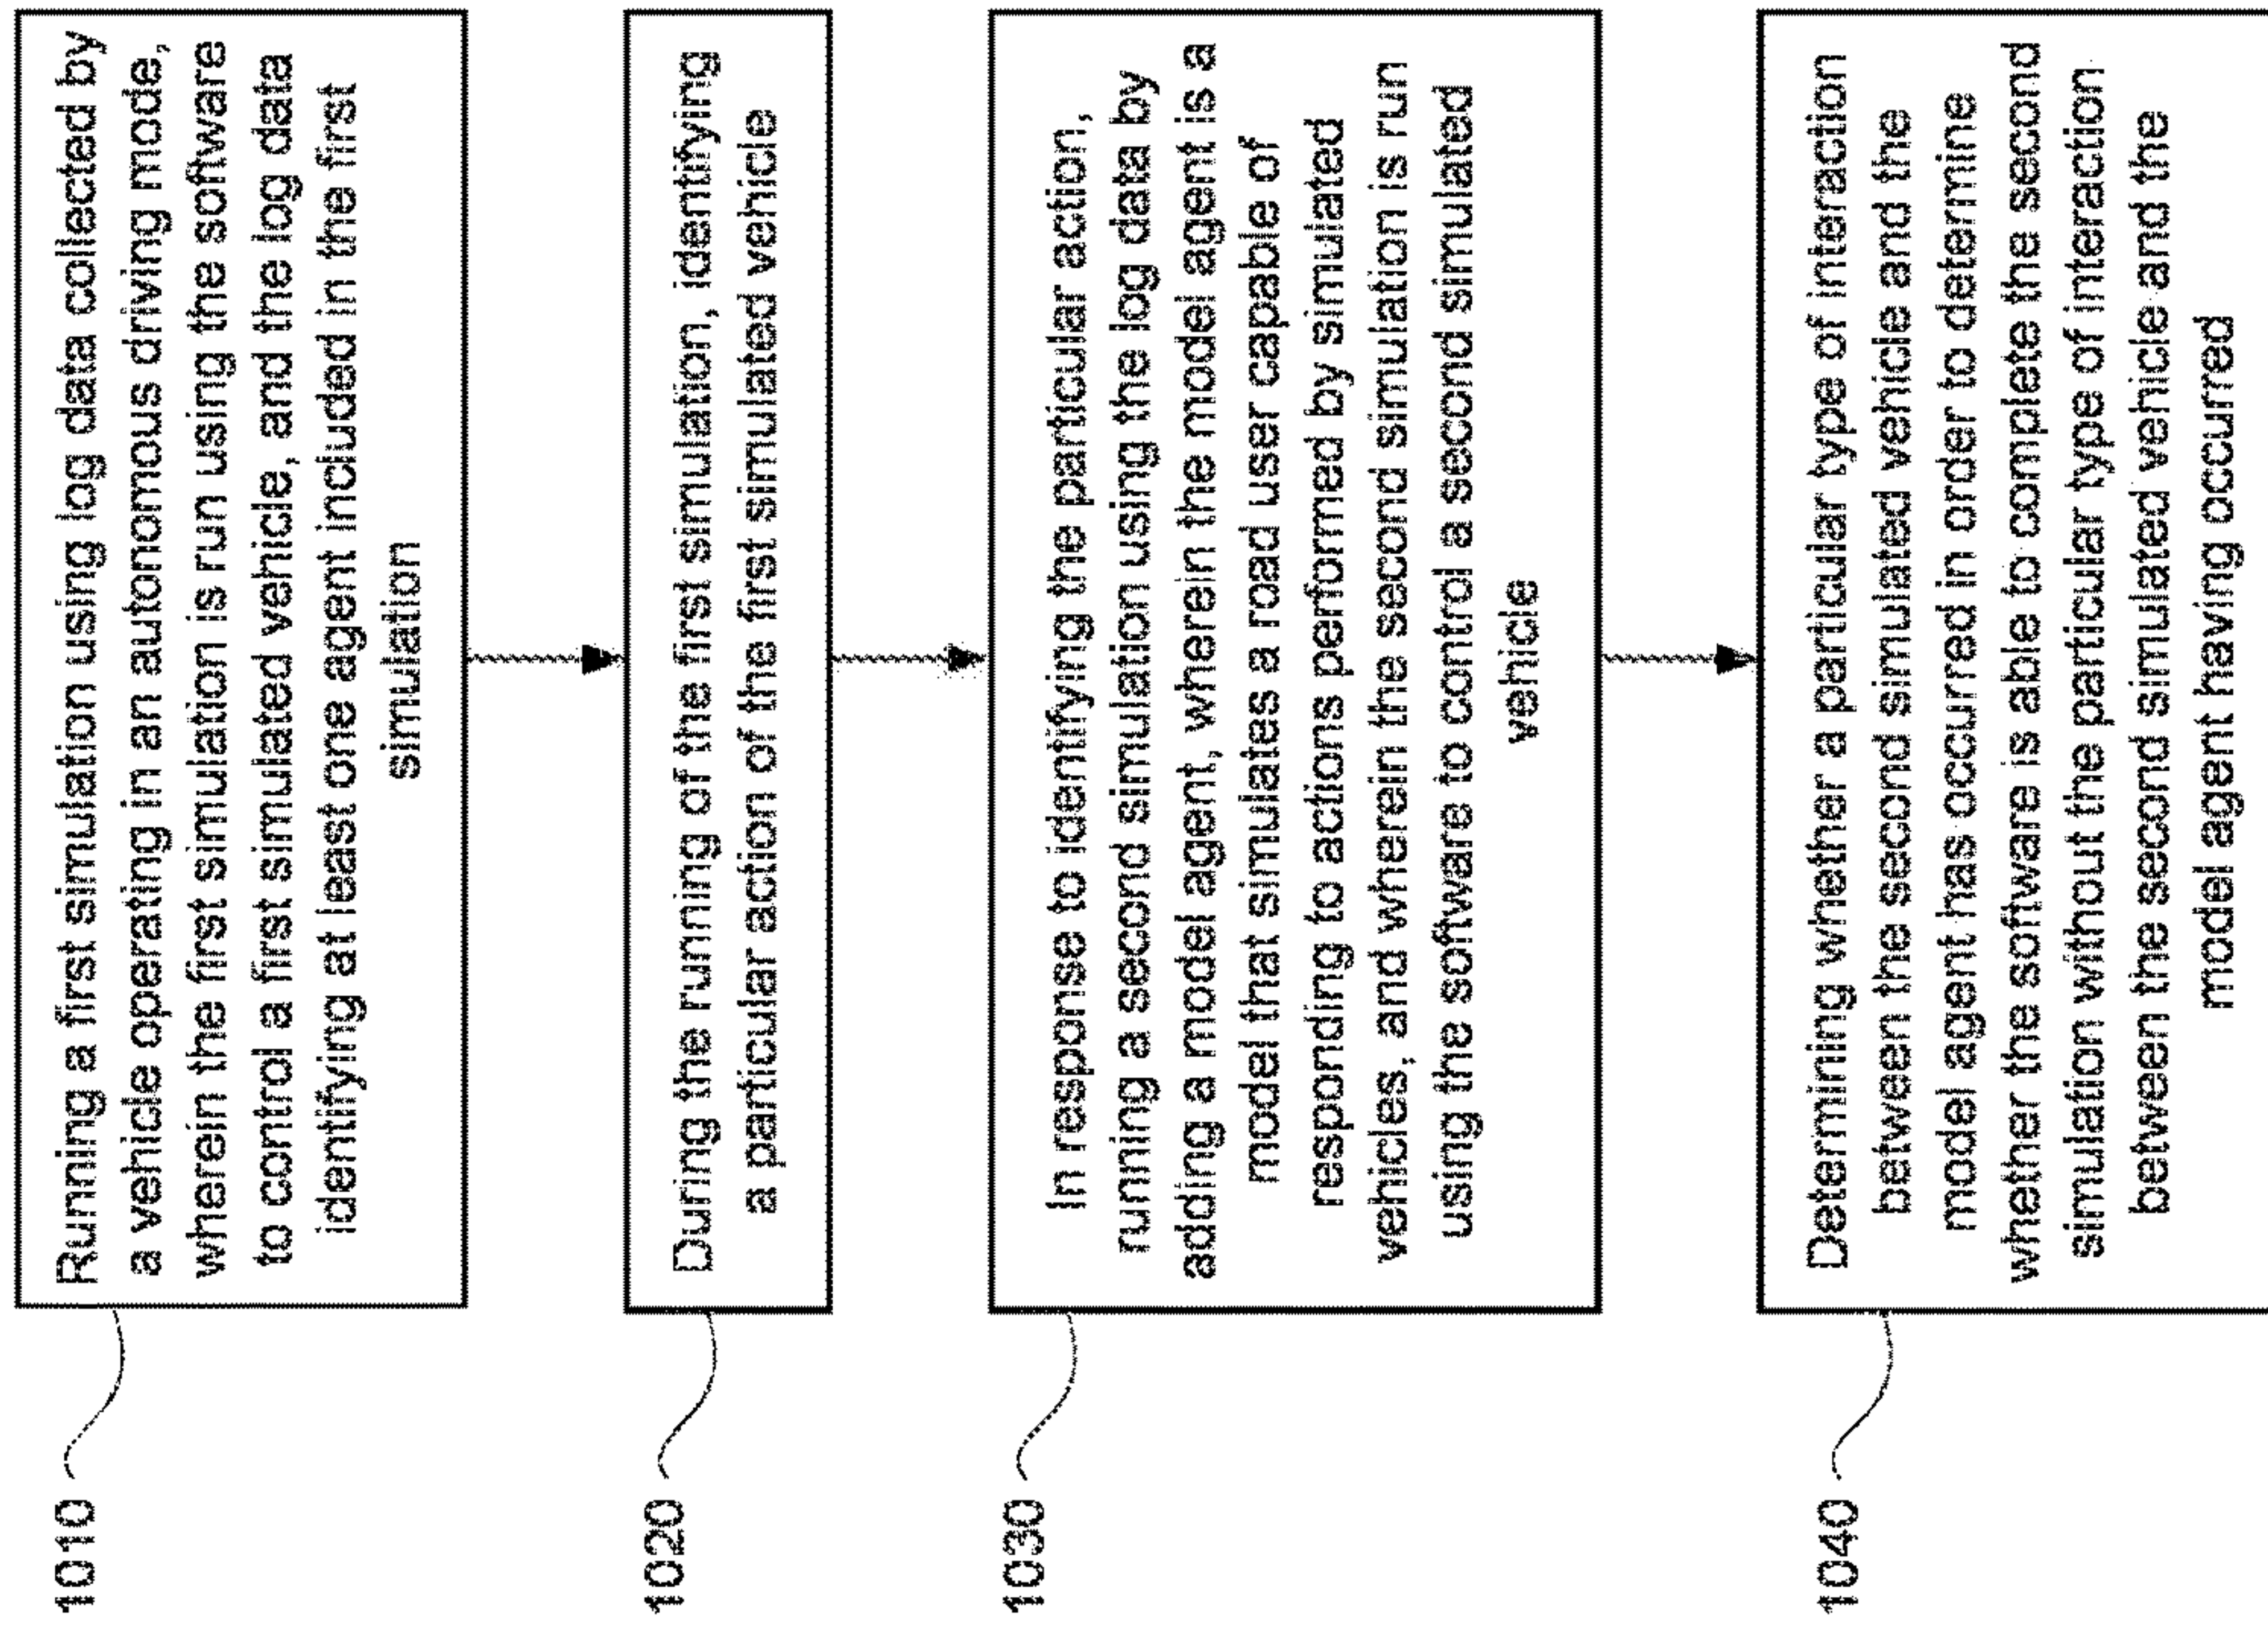 1010
Running a first simulation using log data collected by
a vehicle operating in an autonomous driving mode,
wherein the first simulation is run using the software
to control a first simulated vehicle, and the log data
identifying at least one agent included in the first
simulation
1020
During the running of the first simulation, identifying
a particular action of the first simulated vehicle
1030
In response to identifying the particular action,
running a second simulation using the log data by
adding a model agent, wherein the model agent is a
model that simulates a road user capable of
responding to actions performed by simulated
vehicles, and wherein the second simulation is run
using the software to control a second simulated
vehicle
1040
Determining whether a particular type of interaction
between the second simulated vehicle and the
model agent has occurred in order to determine
whether the software is able to complete the second
simulation without the particular type of interaction
between the second simulated vehicle and the
model agent having occurred